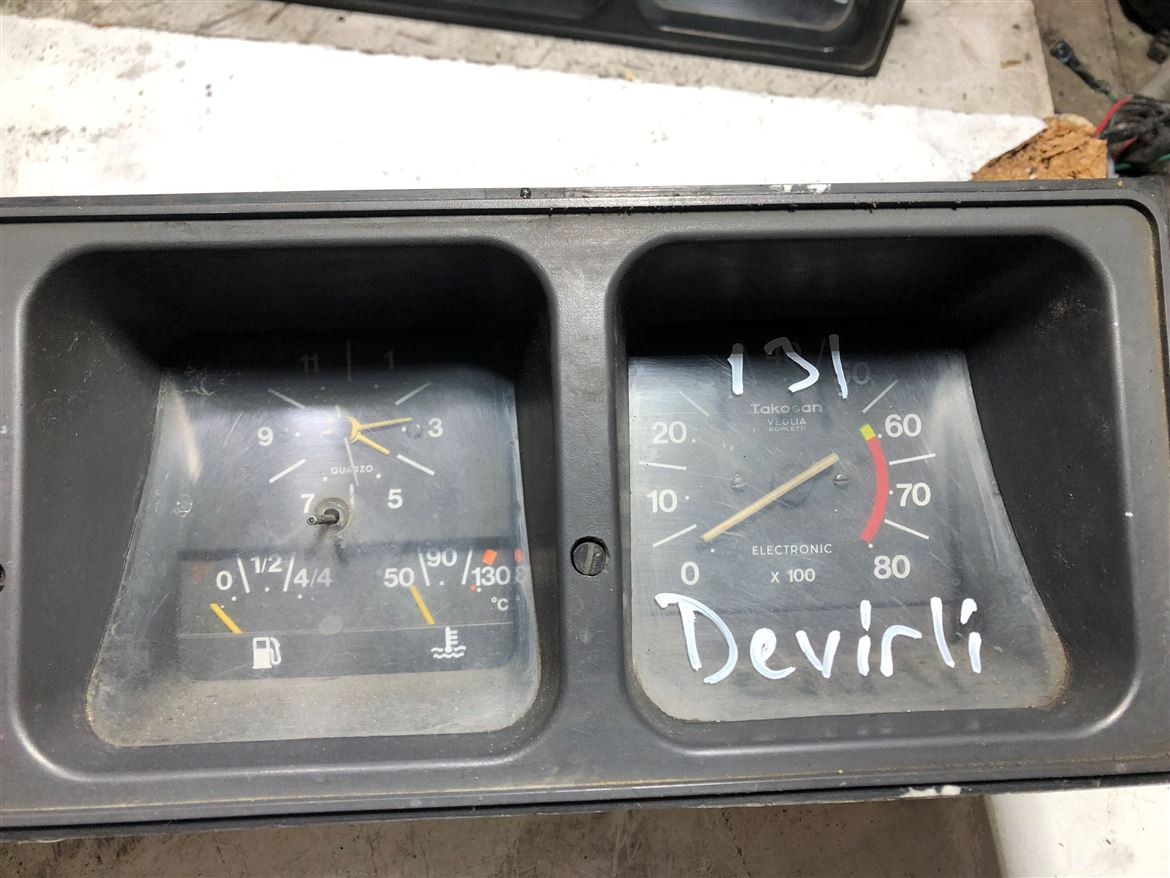 11 1
9 3
QUARZO
7 5
0 1/2 4/4
50 90 130
°C
131
Takosan
VEGLIA
BORLETTI
20 60
10 70
ELECTRONIC
0 X 100 80
Devirli